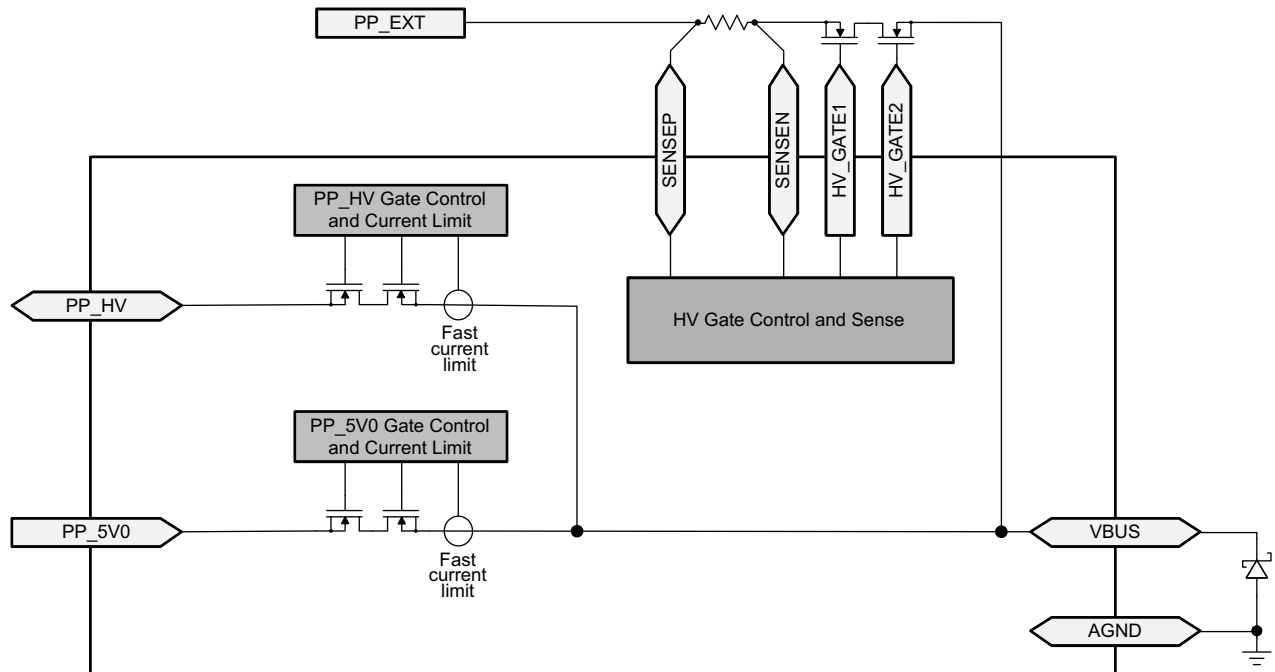 PP_EXT
SENSEP
SENSEN
HV_GATE1
HV_GATE2
PP_HV Gate Control
and Current Limit
PP_HV
Fast
current
limit
HV Gate Control and Sense
PP_5V0 Gate Control
and Current Limit
PP_5V0
Fast
current
limit
VBUS
AGND